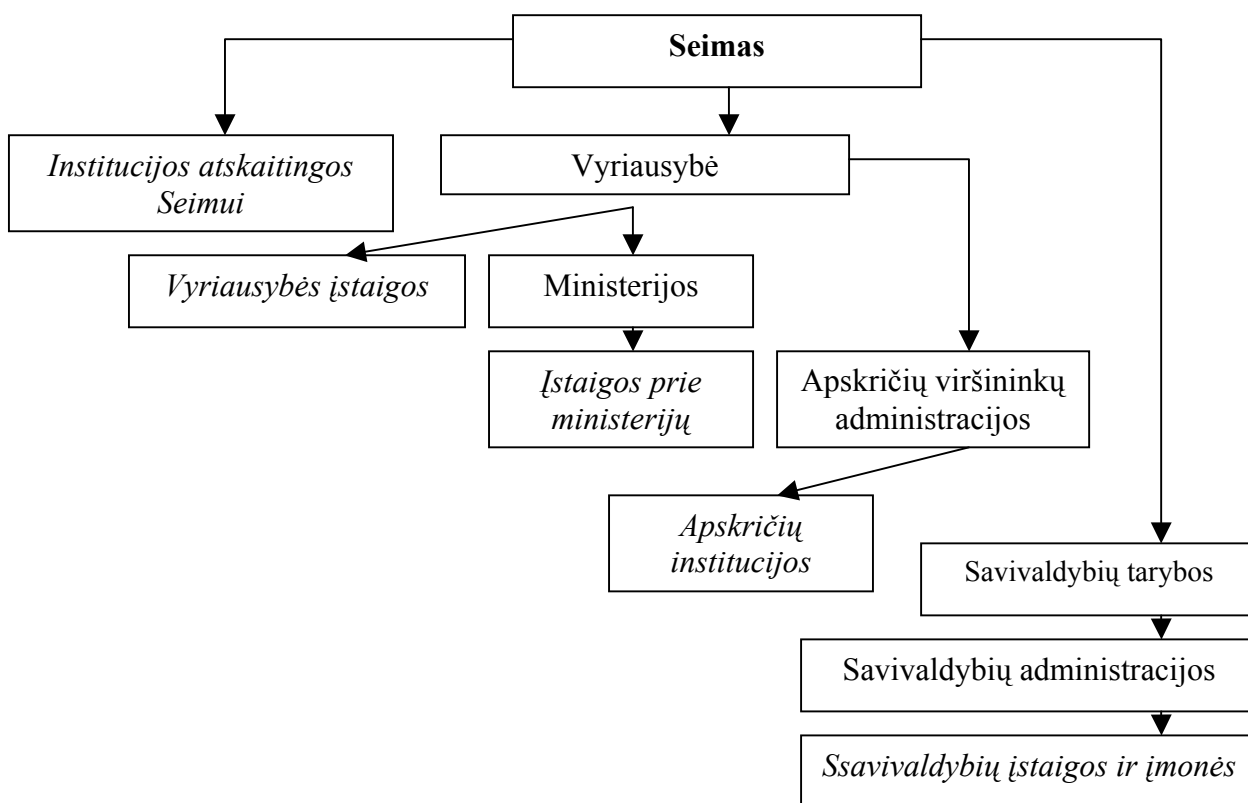 Seimas
Institucijos atskaitingos
Seimui
Vyriausybė
Vyriausybės įstaigos
Ministerijos
Įstaigos prie
ministerijų
Apskričių viršininkų
administracijos
Apskričių
institucijos
Savivaldybių tarybos
Savivaldybių administracijos
Ssavivaldybių įstaigos ir įmonės